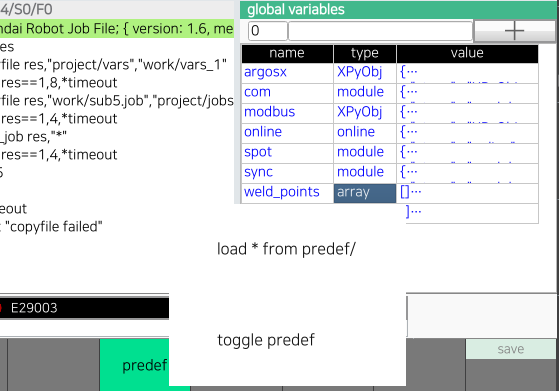 4/S0/F0
ndai Robot Job File; { version: 1.6, me
es
yfile res,"project/vars","work/vars_1"
res==1,8,*timeout
yfile res,"work/sub5.job","project/jobs
res==1,4,*timeout
_job res,"*"
res==1,4,*timeout
eout
t "copyfile failed"
E29003
global variables
0
name type value
argosx XPyObj {…
com module {…
modbus XPyObj {…
online online {…
spot module {…
sync module {…
weld_points array []…
]…
load * from predef/
toggle predef
predef
save